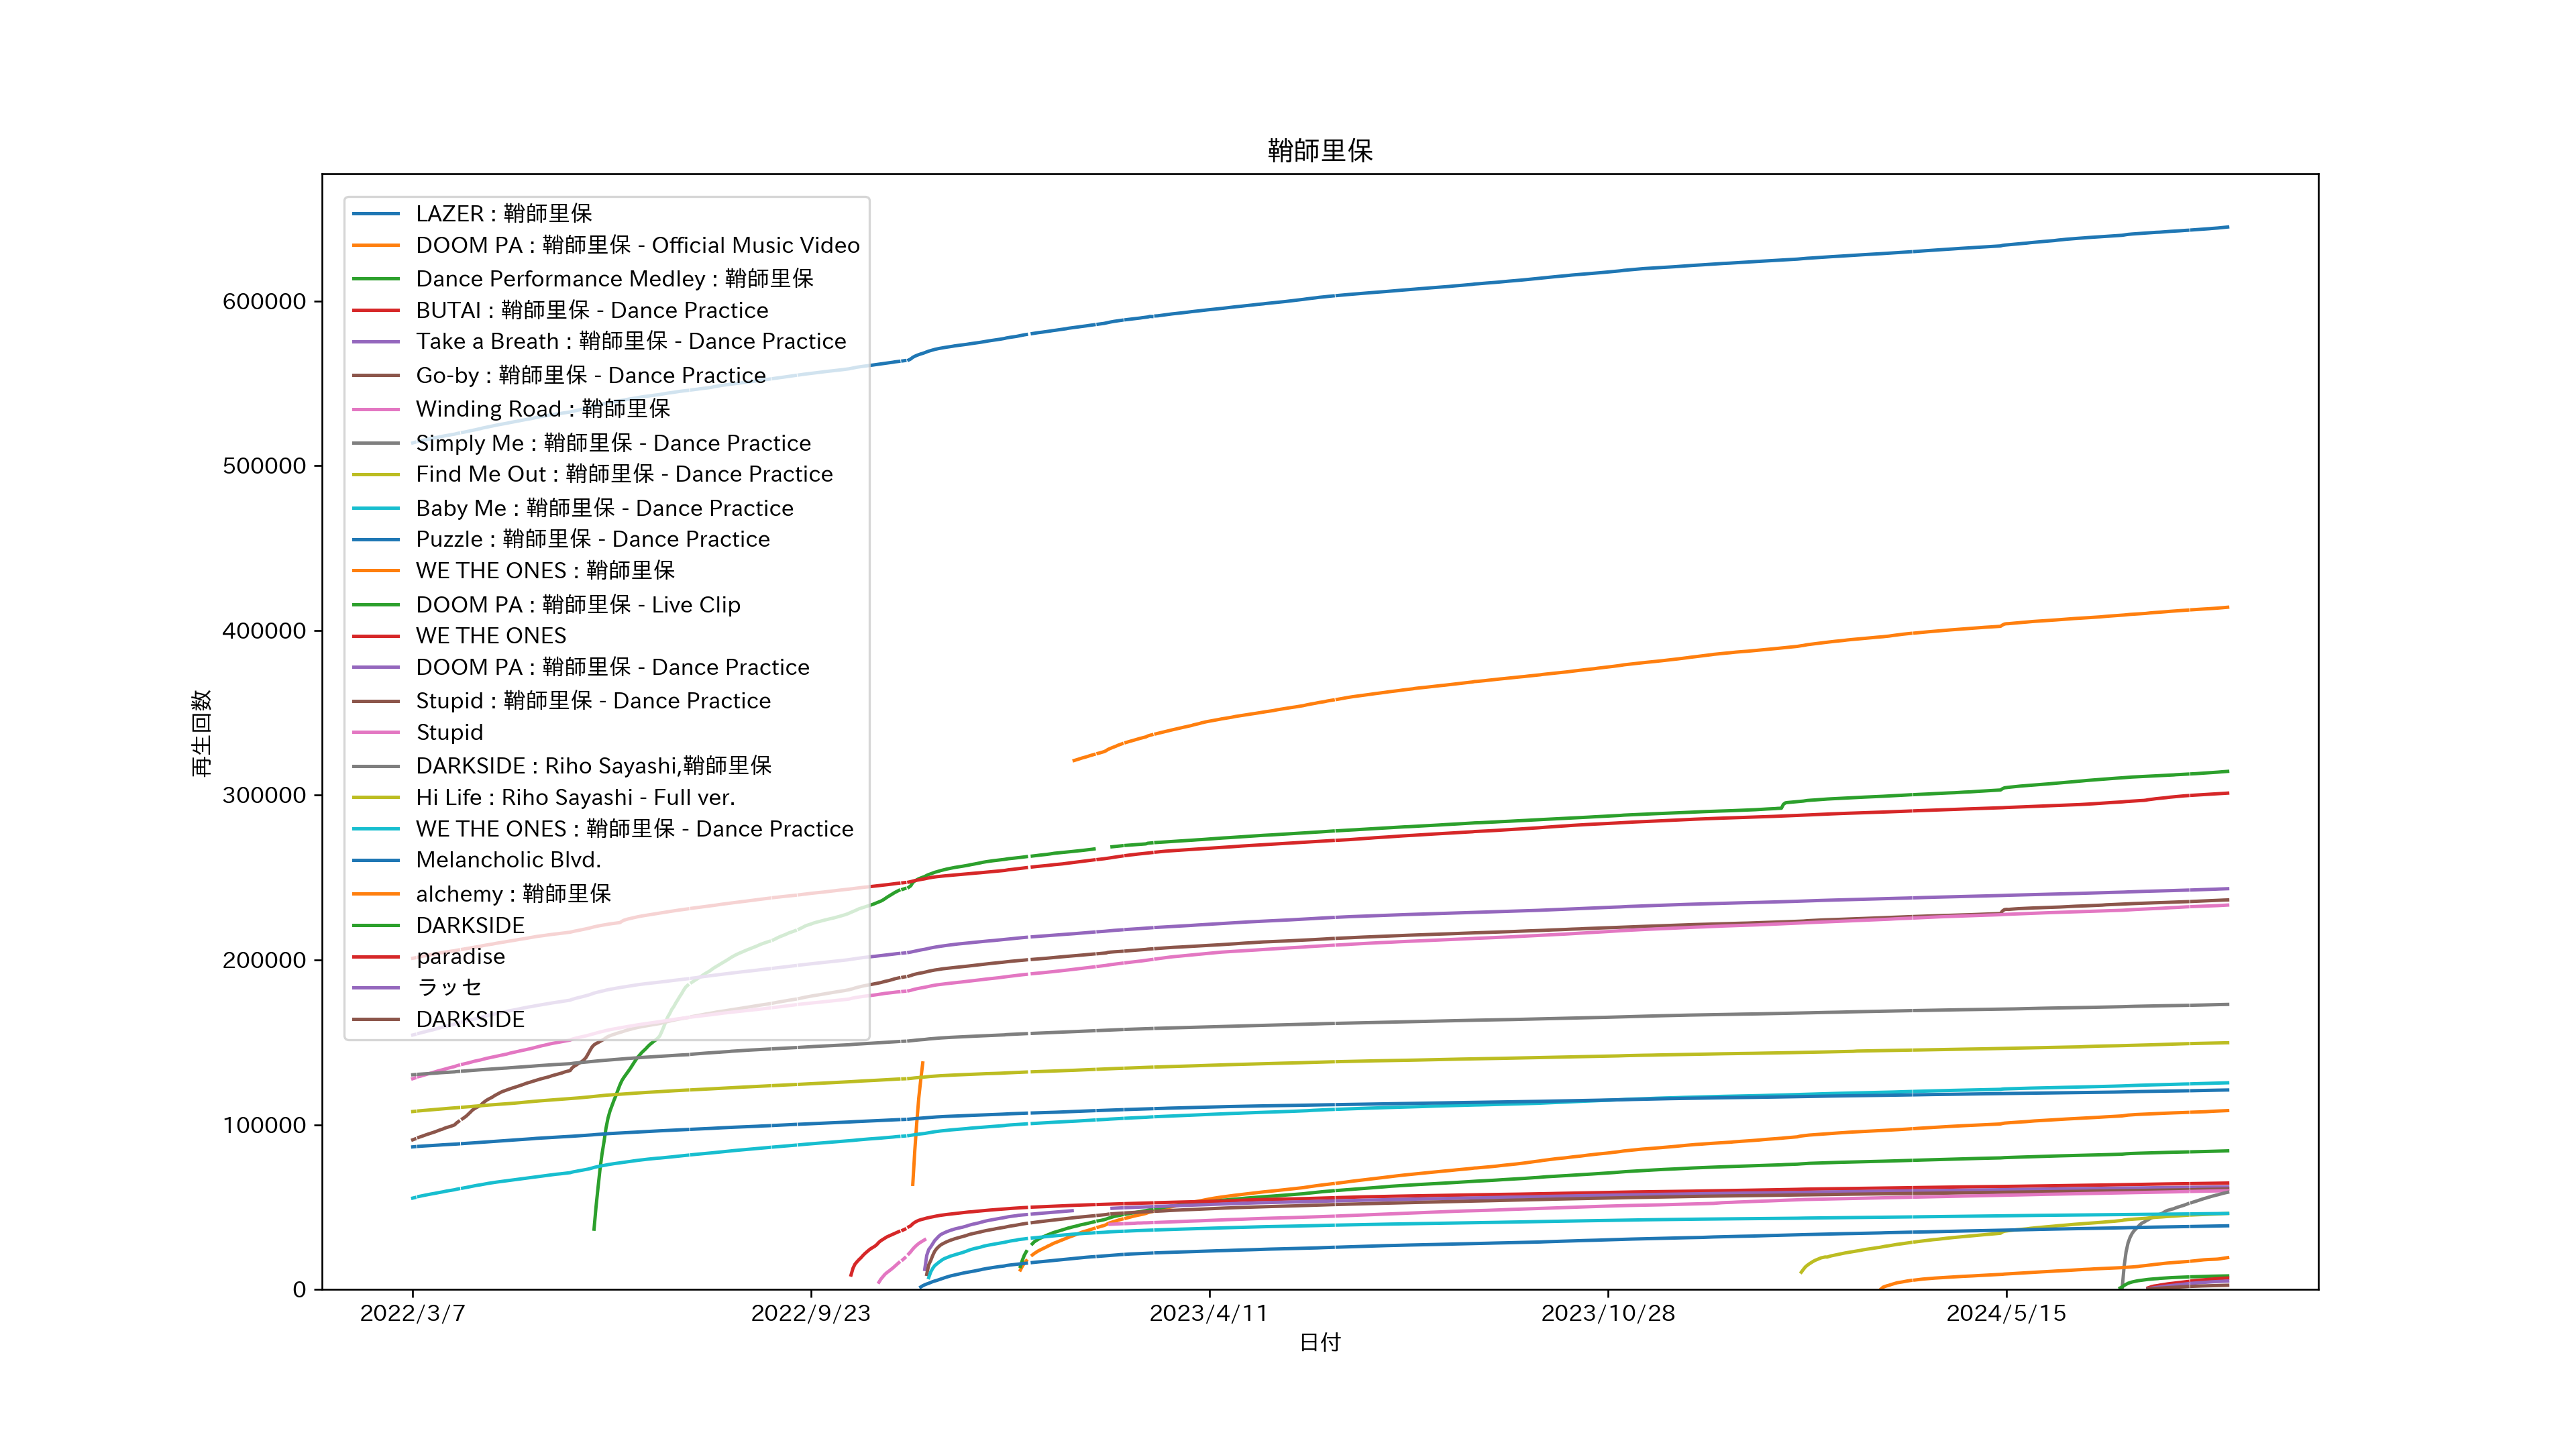 鞘師里保
LAZER : 鞘師里保
DOOM PA : 鞘師里保 - Official Music Video
Dance Performance Medley : 鞘師里保
BUTAI : 鞘師里保 - Dance Practice
Take a Breath : 鞘師里保 - Dance Practice
Go-by : 鞘師里保 - Dance Practice
Winding Road : 鞘師里保
Simply Me : 鞘師里保 - Dance Practice
Find Me Out : 鞘師里保 - Dance Practice
Baby Me : 鞘師里保 - Dance Practice
Puzzle : 鞘師里保 - Dance Practice
WE THE ONES : 鞘師里保
DOOM PA : 鞘師里保 - Live Clip
WE THE ONES
DOOM PA : 鞘師里保 - Dance Practice
Stupid : 鞘師里保 - Dance Practice
Stupid
DARKSIDE : Riho Sayashi,鞘師里保
Hi Life : Riho Sayashi - Full ver.
WE THE ONES : 鞘師里保 - Dance Practice
Melancholic Blvd.
alchemy : 鞘師里保
DARKSIDE
paradise
ラッセ
DARKSIDE
再生回数
600000
500000
400000
300000
200000
100000
0
2022/3/7
2022/9/23
2023/4/11
2023/10/28
2024/5/15
日付